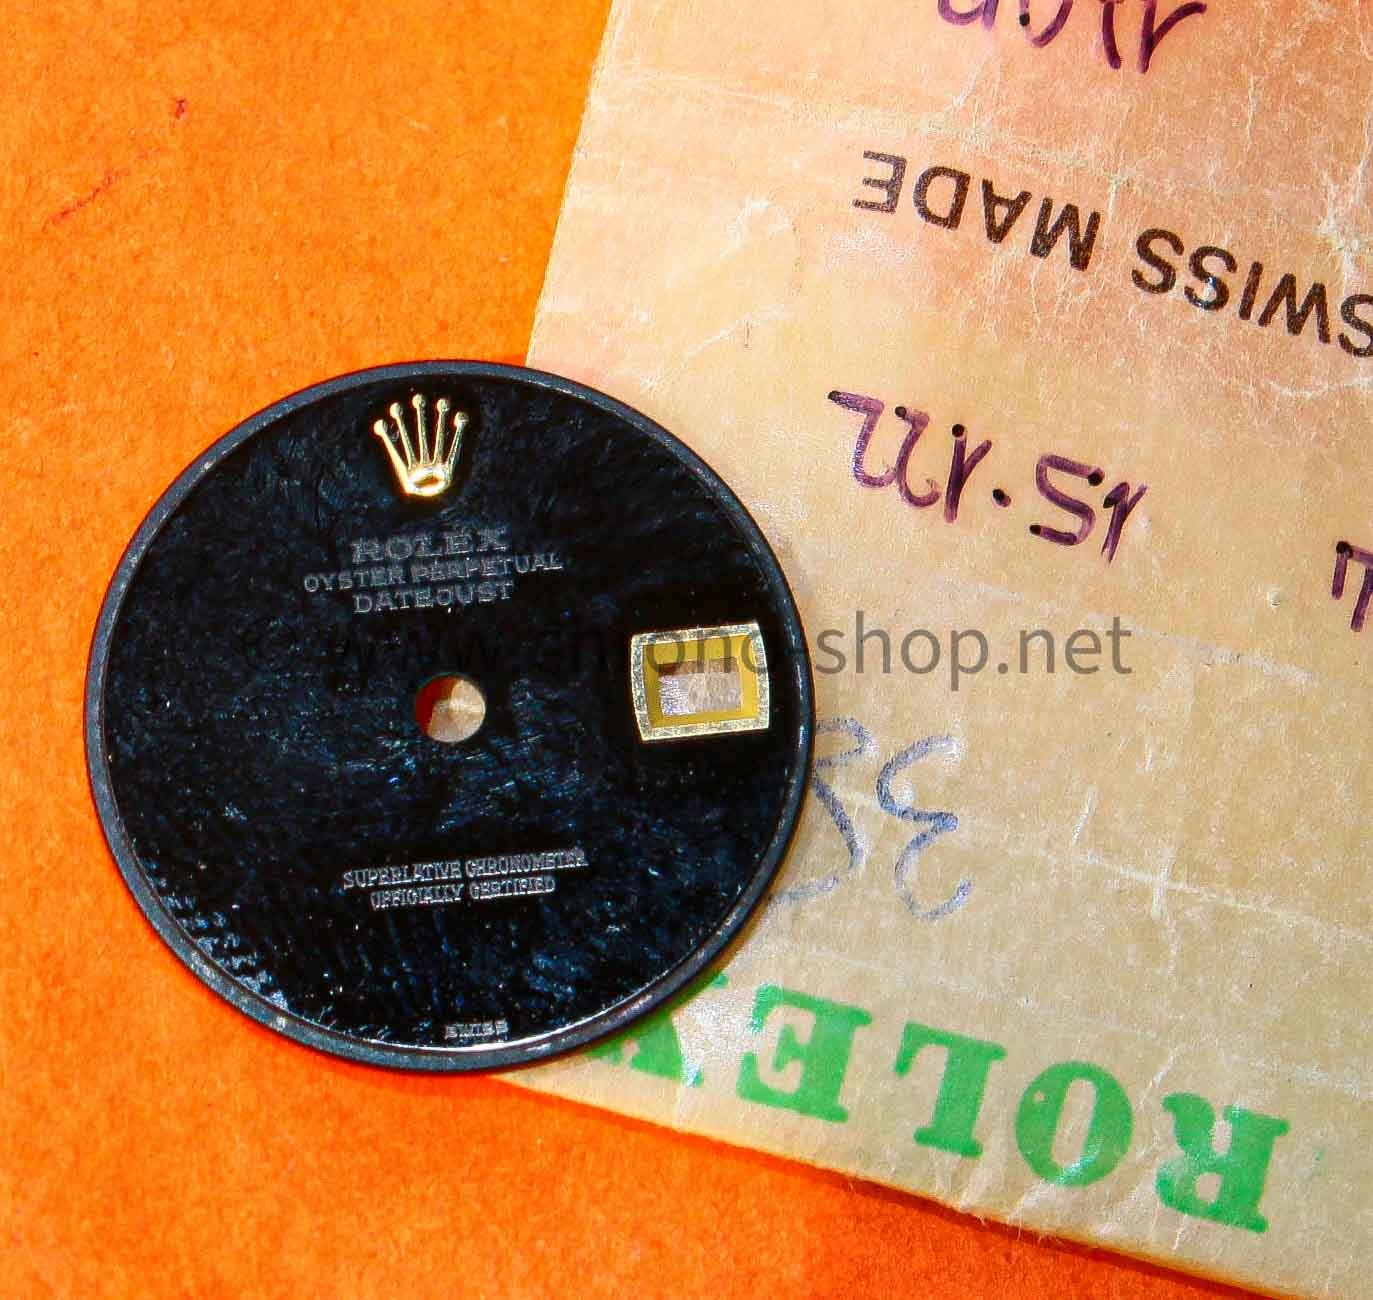 ROLEX
OYSTER PERPETUAL
DATEJUST
SUPERLATIVE CHRONOMETER
OFFICIALLY CERTIFIED
SWISS
© www.chrono-shop.net
ROLEX
SWISS MADE